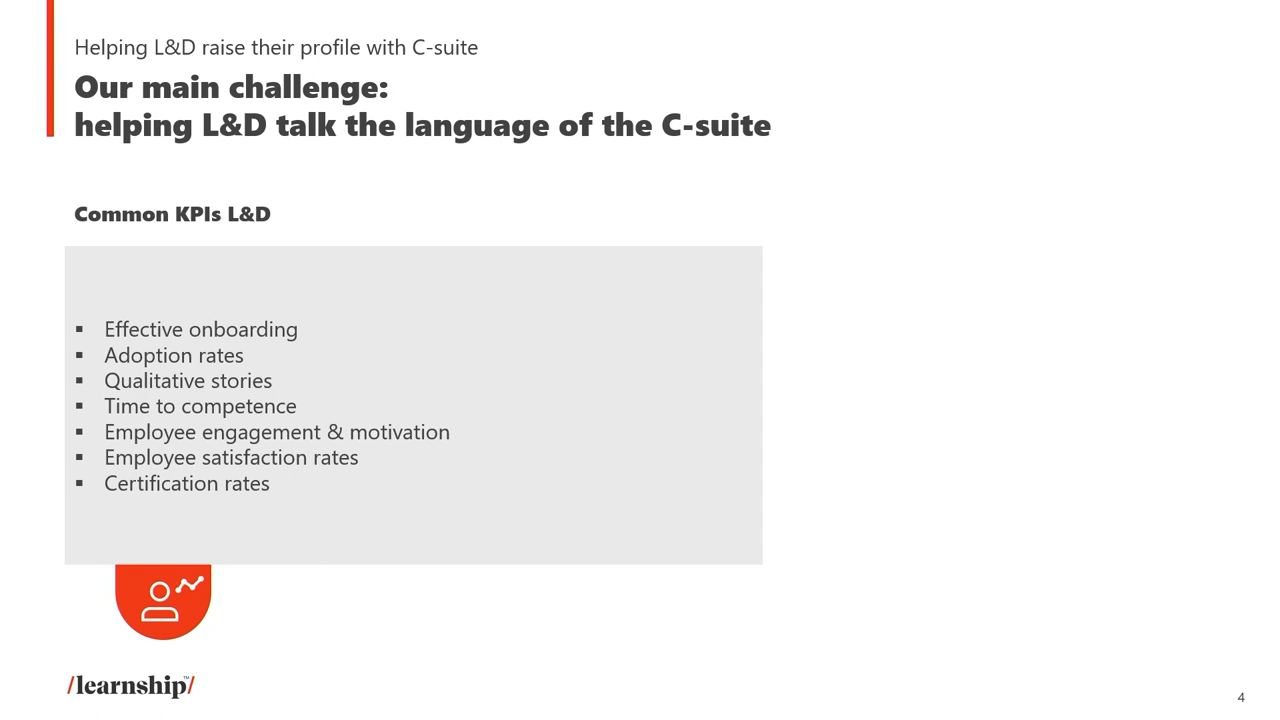 Helping L&D raise their profile with C-suite
Our main challenge:
helping L&D talk the language of the C-suite
Common KPIs L&D
▪ Effective onboarding
▪ Adoption rates
▪ Qualitative stories
▪ Time to competence
▪ Employee engagement & motivation
▪ Employee satisfaction rates
▪ Certification rates
/learnship™/
4